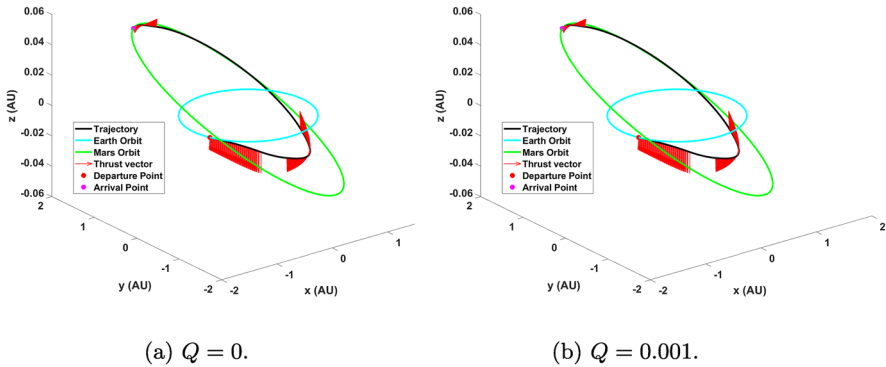 0.06
0.04
0.02
0
-0.02
-0.04
-0.06
z (AU)
2
1
0
-1
-2
y (AU)
-2
-1
0
1
x (AU)
Trajectory
Earth Orbit
Mars Orbit
Thrust vector
Departure Point
Arrival Point
(a) Q = 0.
0.06
0.04
0.02
0
-0.02
-0.04
-0.06
z (AU)
2
1
0
-1
-2
y (AU)
-2
-1
0
1
2
x (AU)
Trajectory
Earth Orbit
Mars Orbit
Thrust vector
Departure Point
Arrival Point
(b) Q = 0.001.